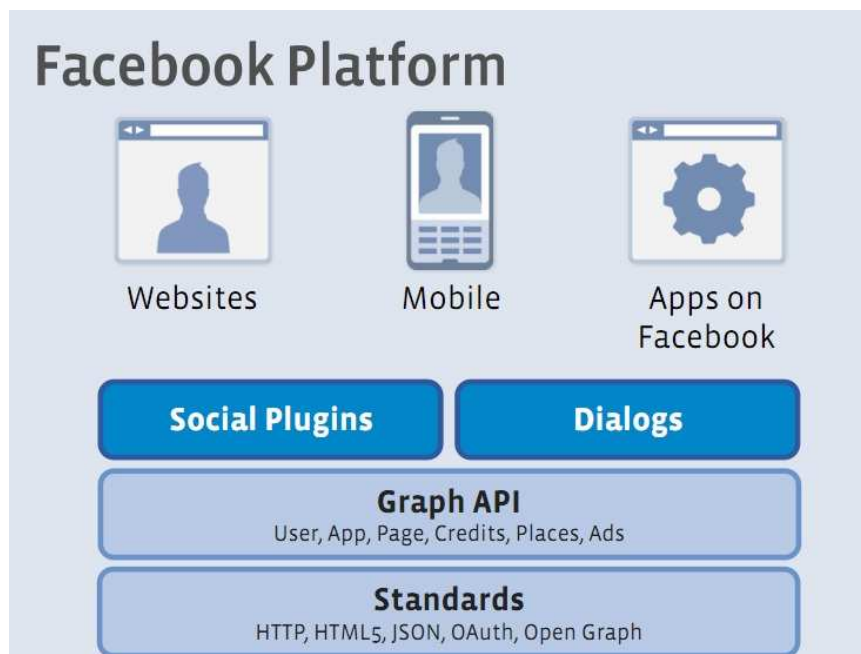 Facebook Platform
Websites
Mobile
Apps on
Facebook
Social Plugins
Dialogs
Graph API
User, App, Page, Credits, Places, Ads
Standards
HTTP, HTML5, JSON, OAuth, Open Graph